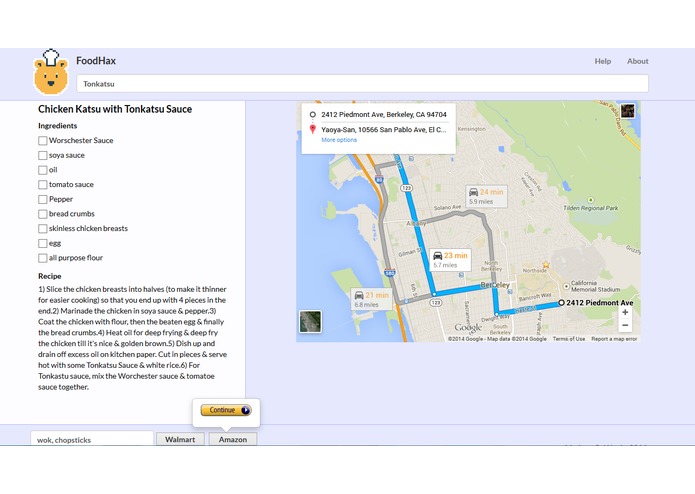 FoodHax
Help
About
Tonkatsu
Chicken Katsu with Tonkatsu Sauce
Ingredients
Worschester Sauce
soya sauce
oil
tomato sauce
Pepper
bread crumbs
skinless chicken breasts
egg
all purpose flour
Recipe
1) Slice the chicken breasts into halves (to make it thinner
for easier cooking) so that you end up with 4 pieces in the
end.2) Marinade the chicken in soya sauce & pepper.3)
Coat the chicken with flour, then the beaten egg & finally
the bread crumbs.4) Heat oil for deep frying & deep fry
the chicken till it's nice & golden brown.5) Dish up and
drain off excess oil on kitchen paper. Cut in pieces & serve
hot with some Tonkatsu Sauce & white rice.6) For
Tonkastu sauce, mix the Worchester sauce & tomatoe
sauce together.
Continue
wok, chopsticks
Walmart
Amazon
2412 Piedmont Ave, Berkeley, CA 94704
Yaoya-San, 10566 San Pablo Ave, El C...
More options
Kensington
123
80
24 min
5.9 miles
Solano Ave
Tilden Regional Park
Albany
Gilman St
23 min
5.7 miles
Northside
580
21 min
6.8 miles
6th St
123
Berkeley
California
Memorial Stadium
Bancroft Way
2412 Piedmont Ave
Google
©2014 Google - Map data ©2014 Google
Terms of Use
Report a map error